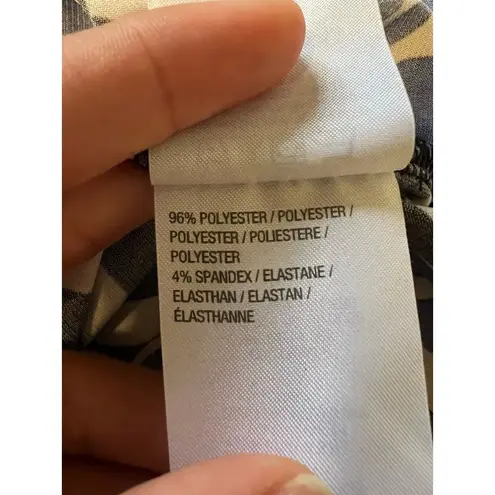 96% POLYESTER / POLYESTER /
POLYESTER / POLIESTERE /
POLYESTER
4% SPANDEX / ELASTANE /
ELASTHAN / ELASTAN /
ÉLASTHANNE